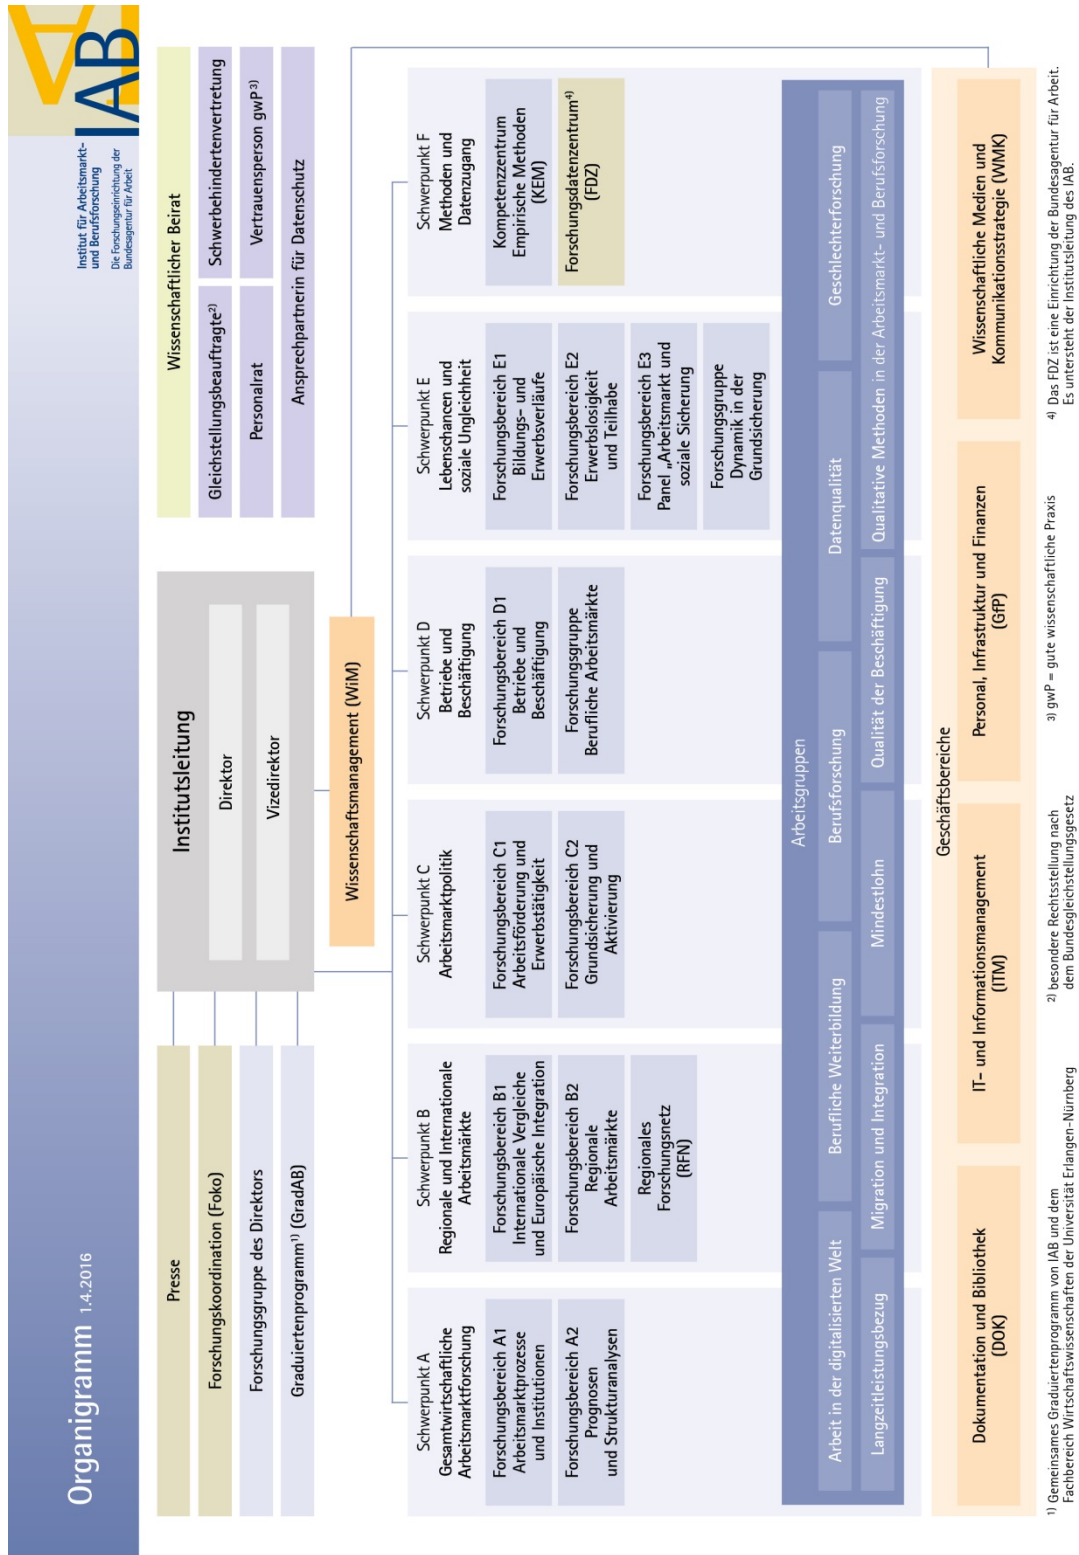 Organigramm 1.4.2016
Institut für Arbeitsmarkt-
und Berufsforschung
Die Forschungseinrichtung der
Bundesagentur für Arbeit
IAB
Presse
Forschungskoordination (Foko)
Forschungsgruppe des Direktors
Graduiertenprogramm1) (GradAB)
Institutsleitung
Direktor
Vizedirektor
Wissenschaftlicher Beirat
Gleichstellungsbeauftragte2)
Schwerbehindertenvertretung
Personalrat
Vertrauensperson gwP3)
Ansprechpartnerin für Datenschutz
Wissenschaftsmanagement (WiM)
Schwerpunkt A
Gesamtwirtschaftliche
Arbeitsmarktforschung
Forschungsbereich A1
Arbeitsmarktprozesse
und Institutionen
Forschungsbereich A2
Prognosen
und Strukturanalysen
Schwerpunkt B
Regionale und Internationale
Arbeitsmärkte
Forschungsbereich B1
Internationale Vergleiche
und Europäische Integration
Forschungsbereich B2
Regionale
Arbeitsmärkte
Regionales
Forschungsnetz
(RFN)
Schwerpunkt C
Arbeitsmarktpolitik
Forschungsbereich C1
Arbeitsförderung und
Erwerbstätigkeit
Forschungsbereich C2
Grundsicherung und
Aktivierung
Schwerpunkt D
Betriebe und
Beschäftigung
Forschungsbereich D1
Betriebe und
Beschäftigung
Forschungsgruppe
Berufliche Arbeitsmärkte
Schwerpunkt E
Lebenschancen und
soziale Ungleichheit
Forschungsbereich E1
Bildungs- und
Erwerbsverläufe
Forschungsbereich E2
Erwerbslosigkeit
und Teilhabe
Forschungsbereich E3
Panel „Arbeitsmarkt und
soziale Sicherung
Forschungsgruppe
Dynamik in der
Grundsicherung
Schwerpunkt F
Methoden und
Datenzugang
Kompetenzzentrum
Empirische Methoden
(KEM)
Forschungsdatenzentrum4)
(FDZ)
Arbeitsgruppen
Arbeit in der digitalisierten Welt
Berufliche Weiterbildung
Berufsforschung
Datenqualität
Geschlechterforschung
Langzeitleistungsbezug
Migration und Integration
Mindestlohn
Qualität der Beschäftigung
Qualitative Methoden in der Arbeitsmarkt- und Berufsforschung
Geschäftsbereiche
Dokumentation und Bibliothek
(DOK)
IT- und Informationsmanagement
(ITM)
Personal, Infrastruktur und Finanzen
(GfP)
Wissenschaftliche Medien und
Kommunikationsstrategie (WMK)
1) Gemeinsames Graduiertenprogramm von IAB und dem
Fachbereich Wirtschaftswissenschaften der Universität Erlangen-Nürnberg
2) besondere Rechtsstellung nach
dem Bundesgleichstellungsgesetz
3) gwP = gute wissenschaftliche Praxis
4) Das FDZ ist eine Einrichtung der Bundesagentur für Arbeit.
Es untersteht der Institutsleitung des IAB.